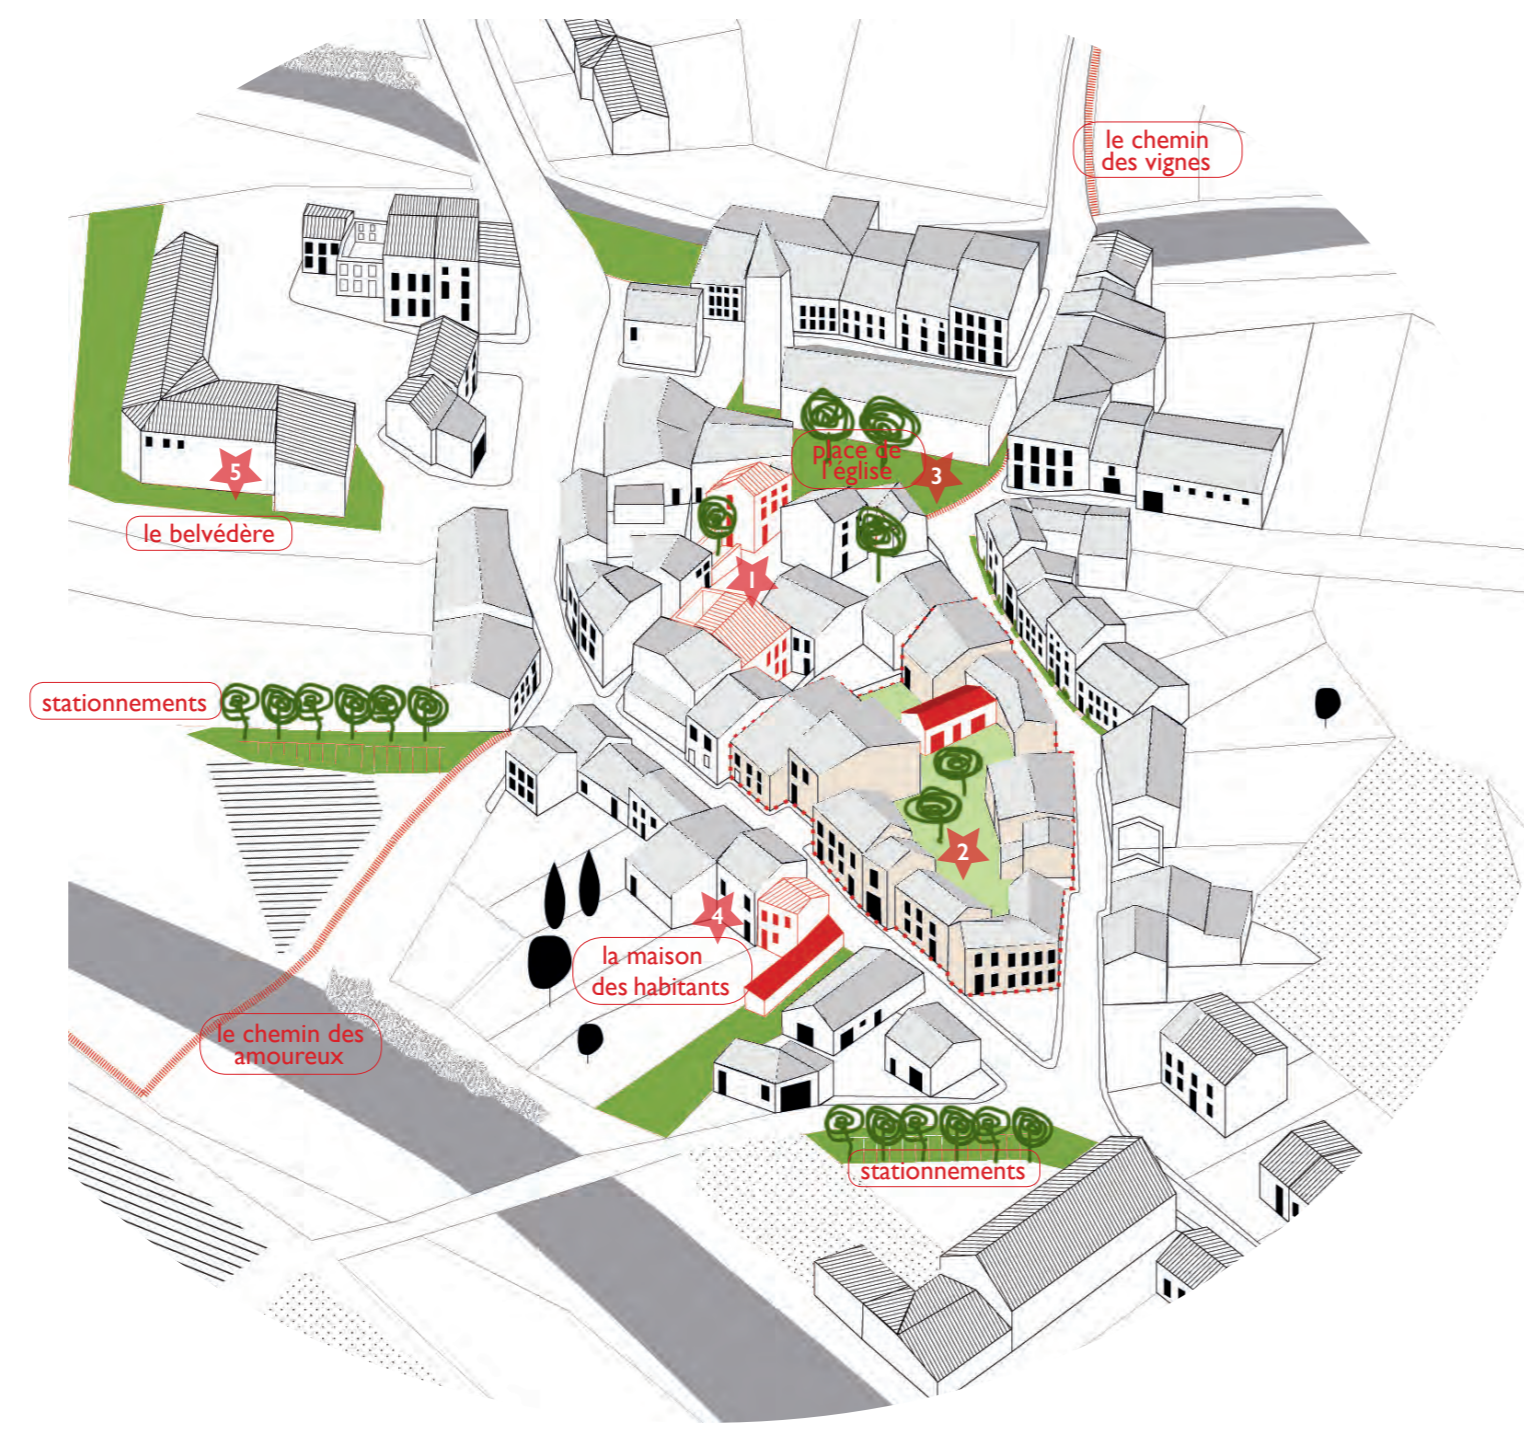 le chemin
des vignes
place de
l'église
3
5
le belvédère
1
stationnements
2
4
la maison
des habitants
le chemin des
amoureux
stationnements